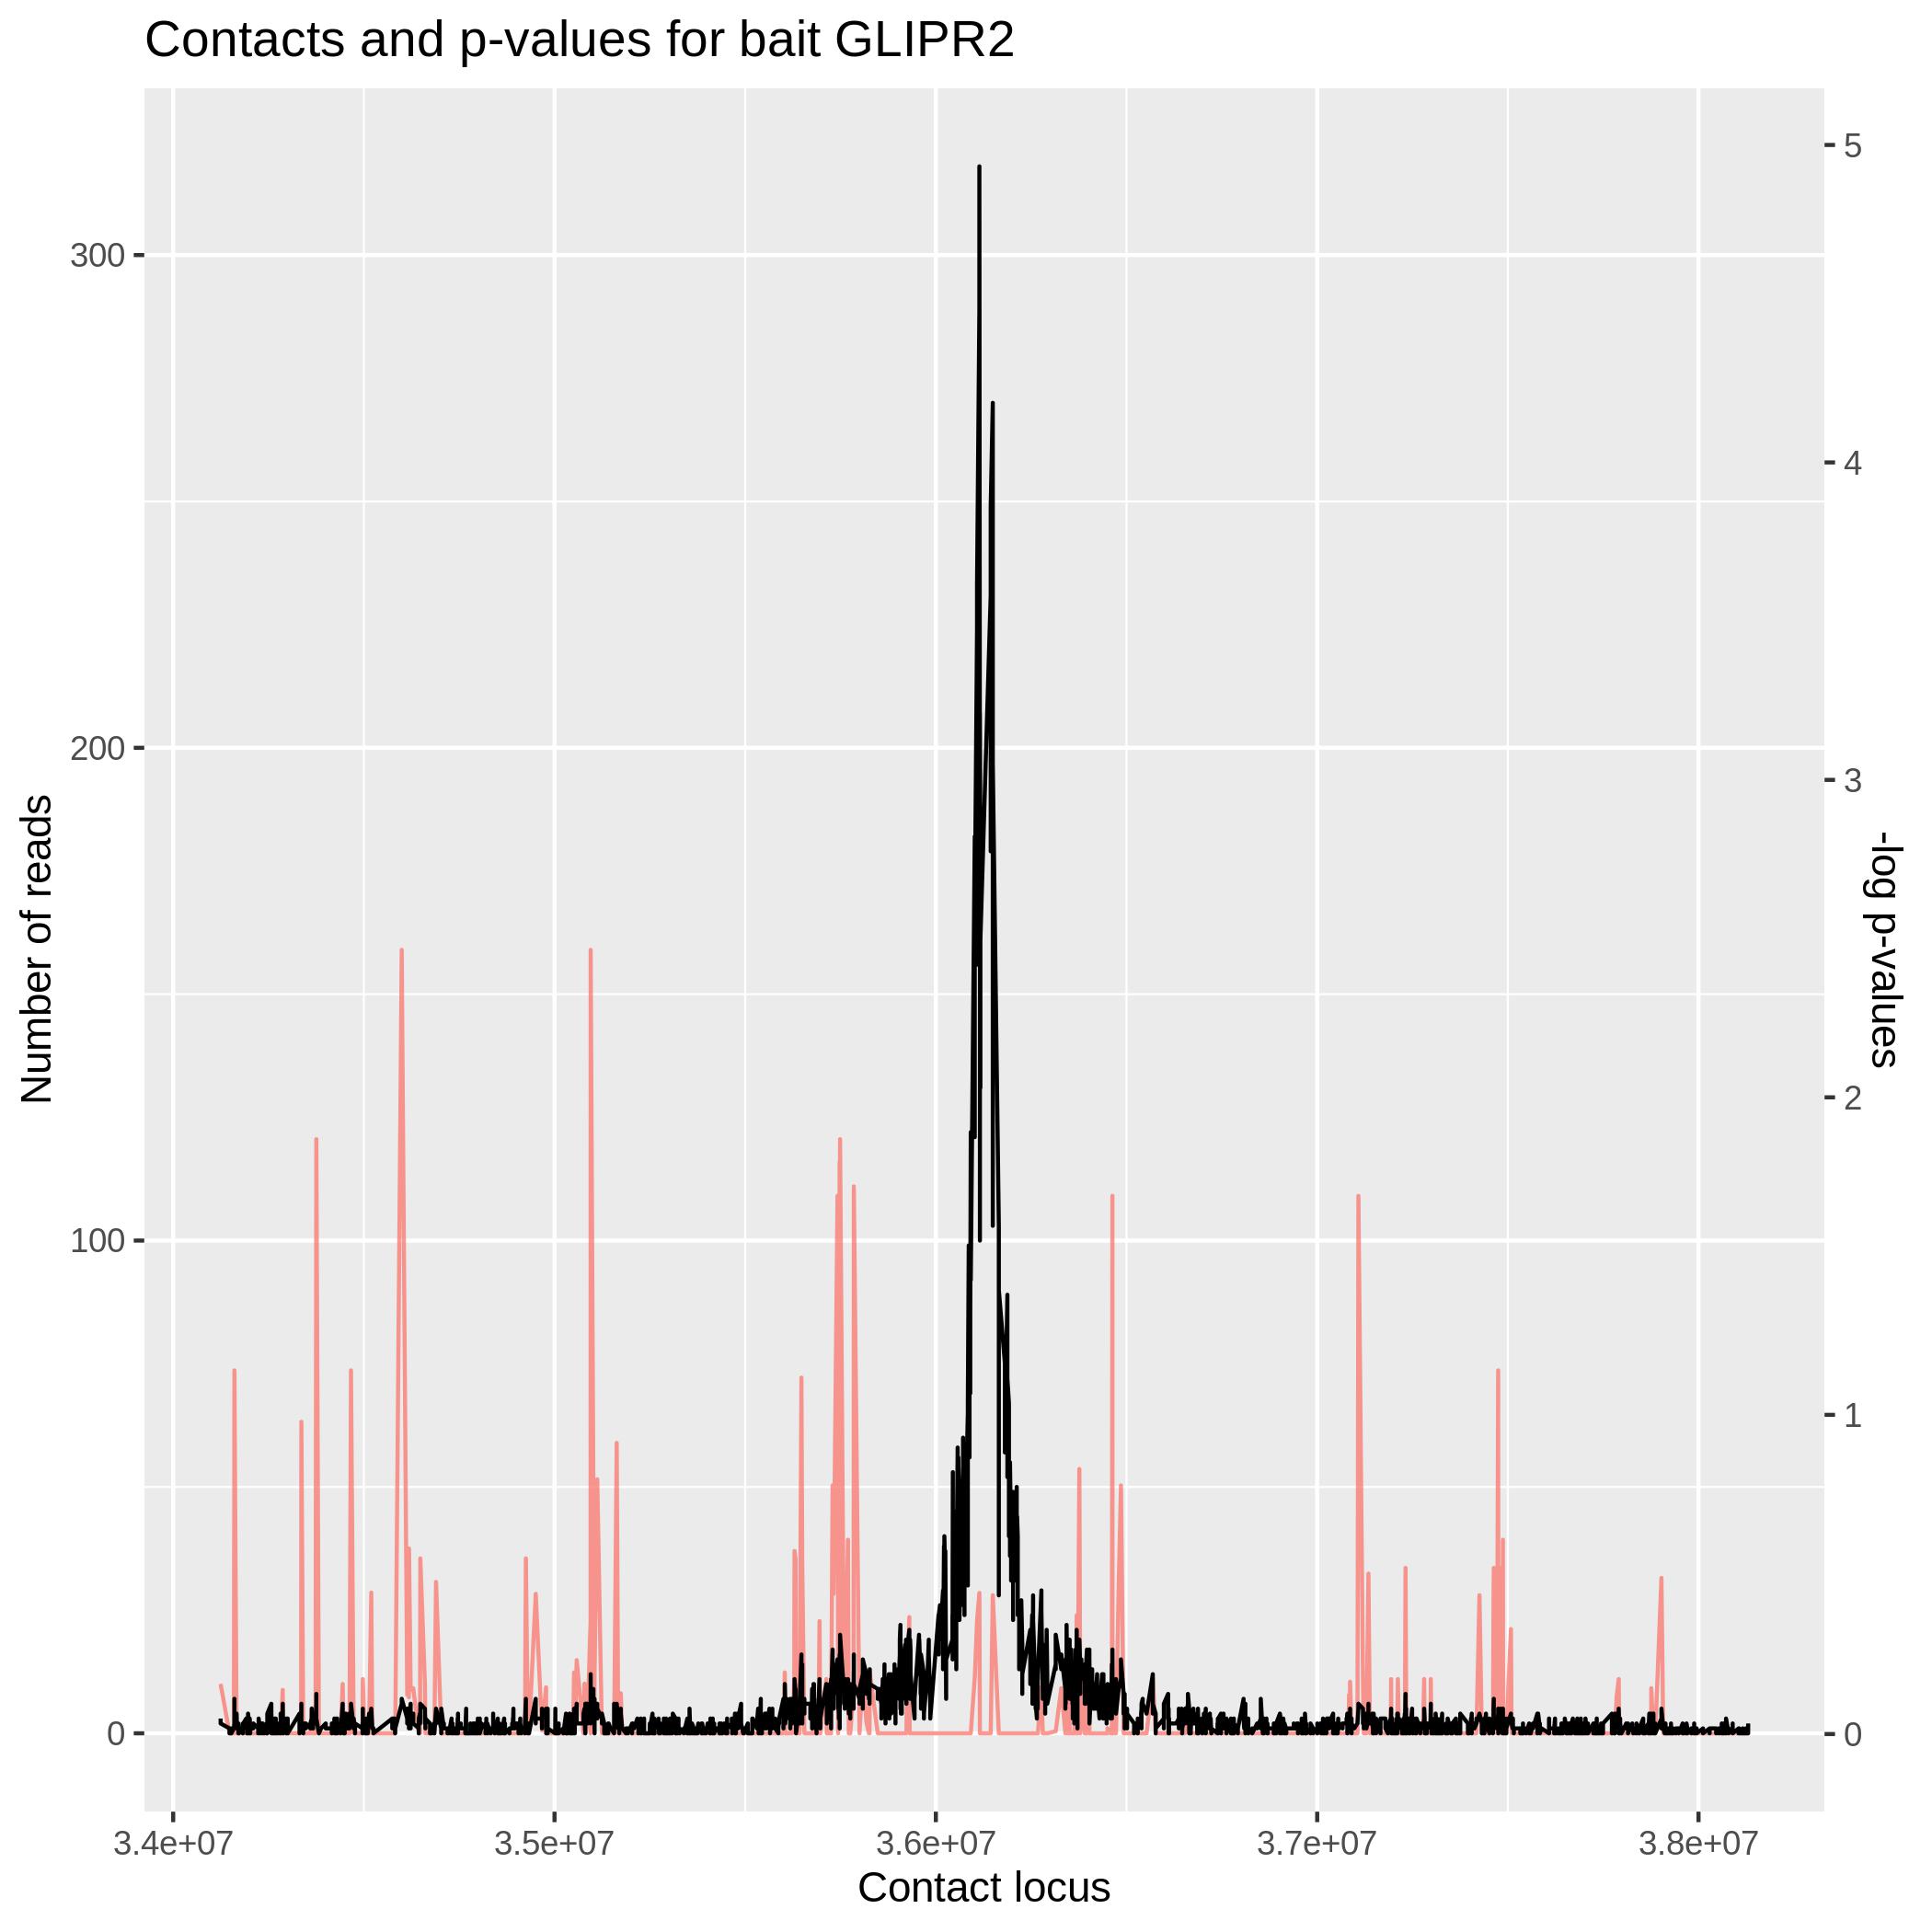 Contacts and p-values for bait GLIPR2
300
200
100
0
Number of reads
5
4
3
2
1
0
-log p-values
3.4e+07 3.5e+07 3.6e+07 3.7e+07 3.8e+07
Contact locus